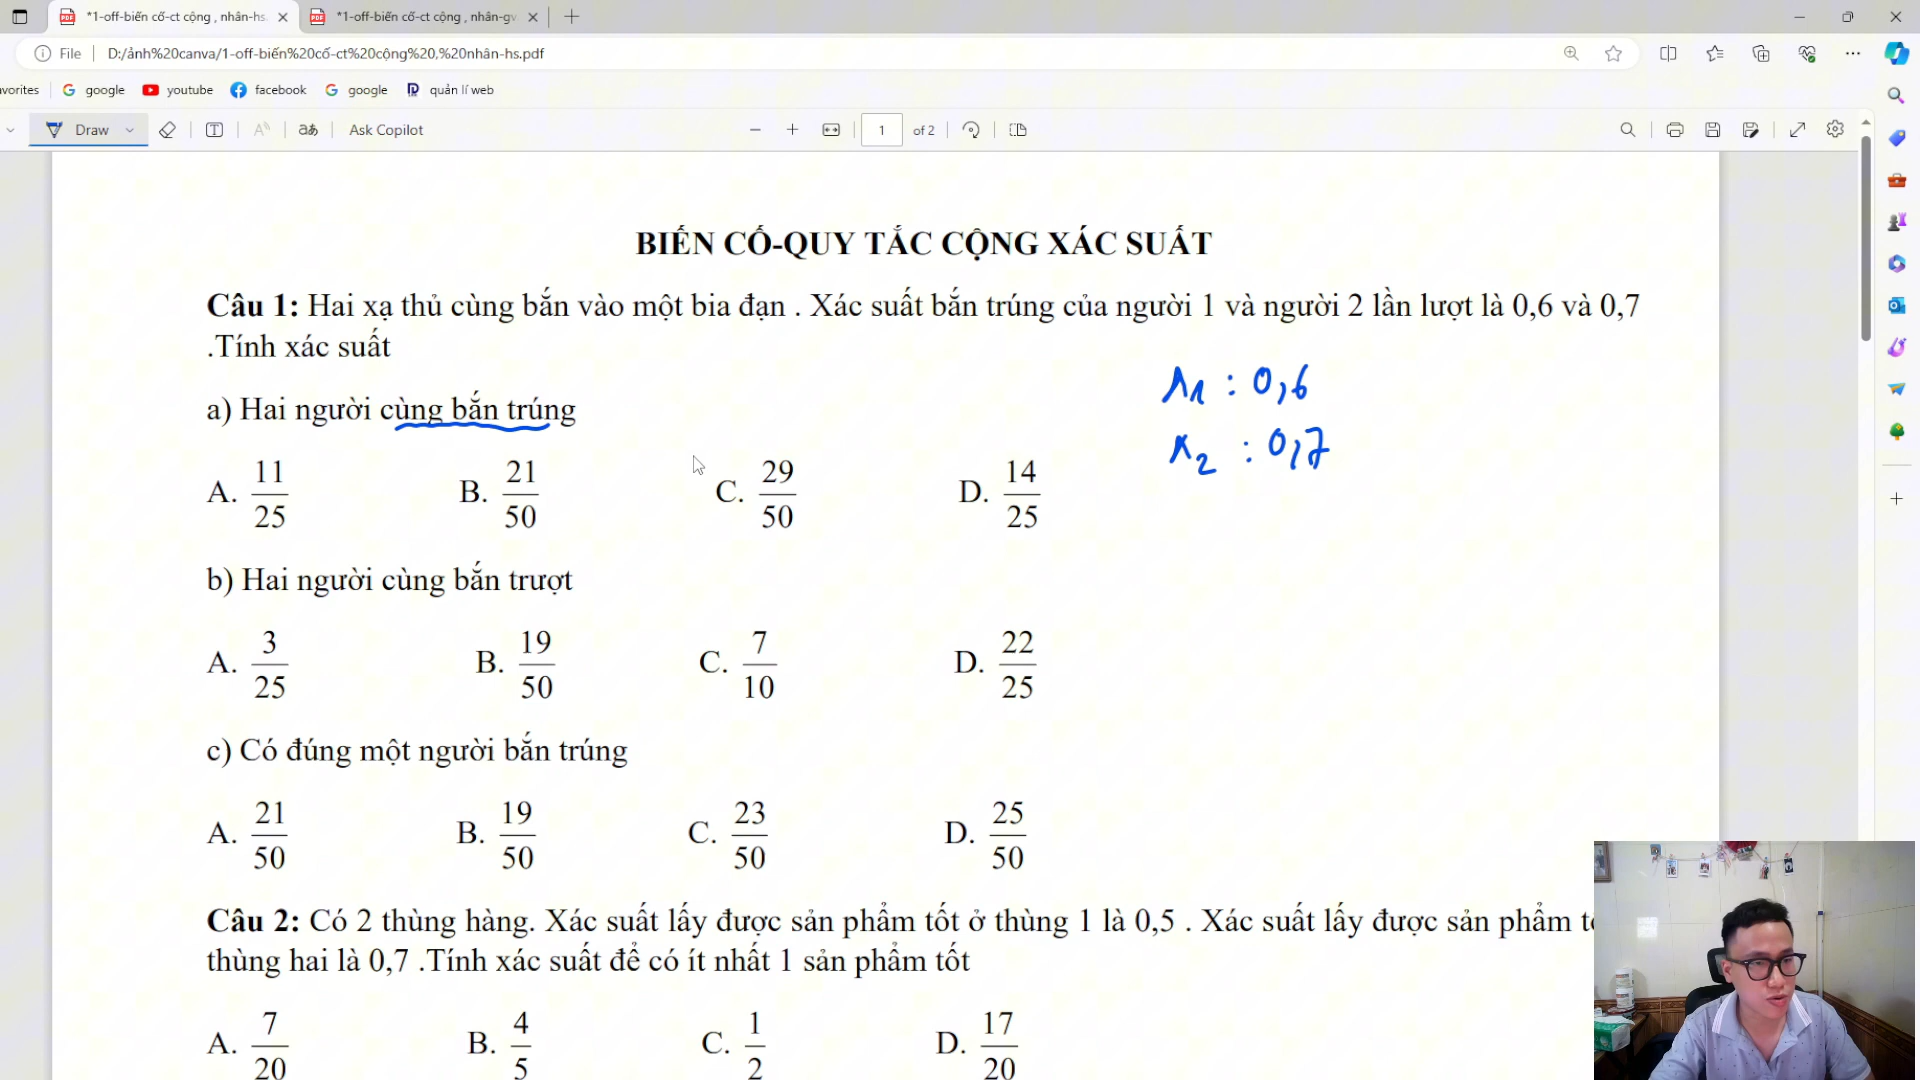 *1-off-biến cố-ct cộng , nhân-hs.
*1-off-biến cố-ct cộng , nhân-gv
File
D:/ảnh%20canva/1-off-biến%20cố-ct%20cộng%20,%20nhân-hs.pdf
vorites
google
youtube
facebook
google
quản lí web
Draw
Ask Copilot
1
of 2
BIẾN CỐ-QUY TẮC CỘNG XÁC SUẤT
Câu 1: Hai xạ thủ cùng bắn vào một bia đạn . Xác suất bắn trúng của người 1 và người 2 lần lượt là 0,6 và 0,7
.Tính xác suất
: 0,6
a) Hai người cùng bắn trúng
x2 : 0,7
A. 11/25 B. 21/50 C. 29/50 D. 14/25
b) Hai người cùng bắn trượt
A. 3/25 B. 19/50 C. 7/10 D. 22/25
c) Có đúng một người bắn trúng
A. 21/50 B. 19/50 C. 23/50 D. 25/50
Câu 2: Có 2 thùng hàng. Xác suất lấy được sản phẩm tốt ở thùng 1 là 0,5 . Xác suất lấy được sản phẩm
thùng hai là 0,7 .Tính xác suất để có ít nhất 1 sản phẩm tốt
A. 7/20 B. 4/5 C. 1/2 D. 17/20